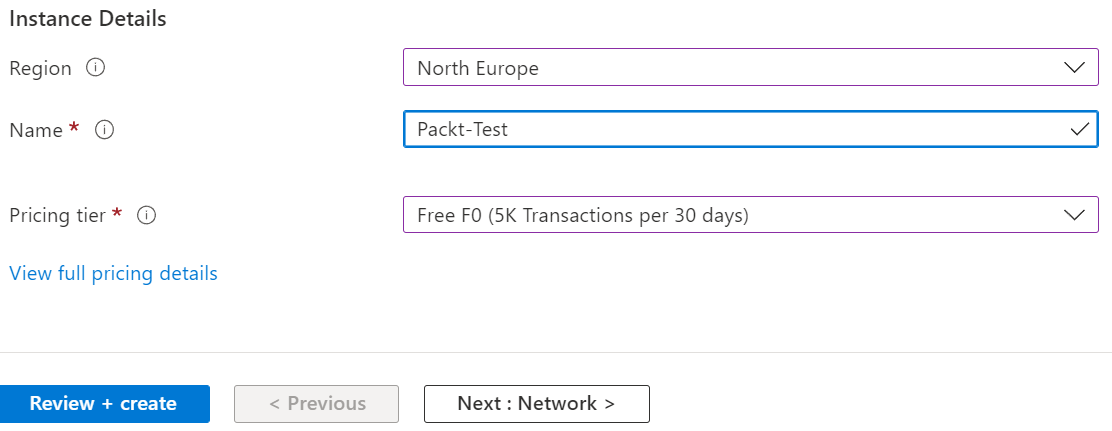 Instance Details
Region
North Europe
Name *
Packt-Test
Pricing tier *
Free F0 (5K Transactions per 30 days)
View full pricing details
Review + create
< Previous
Next : Network >